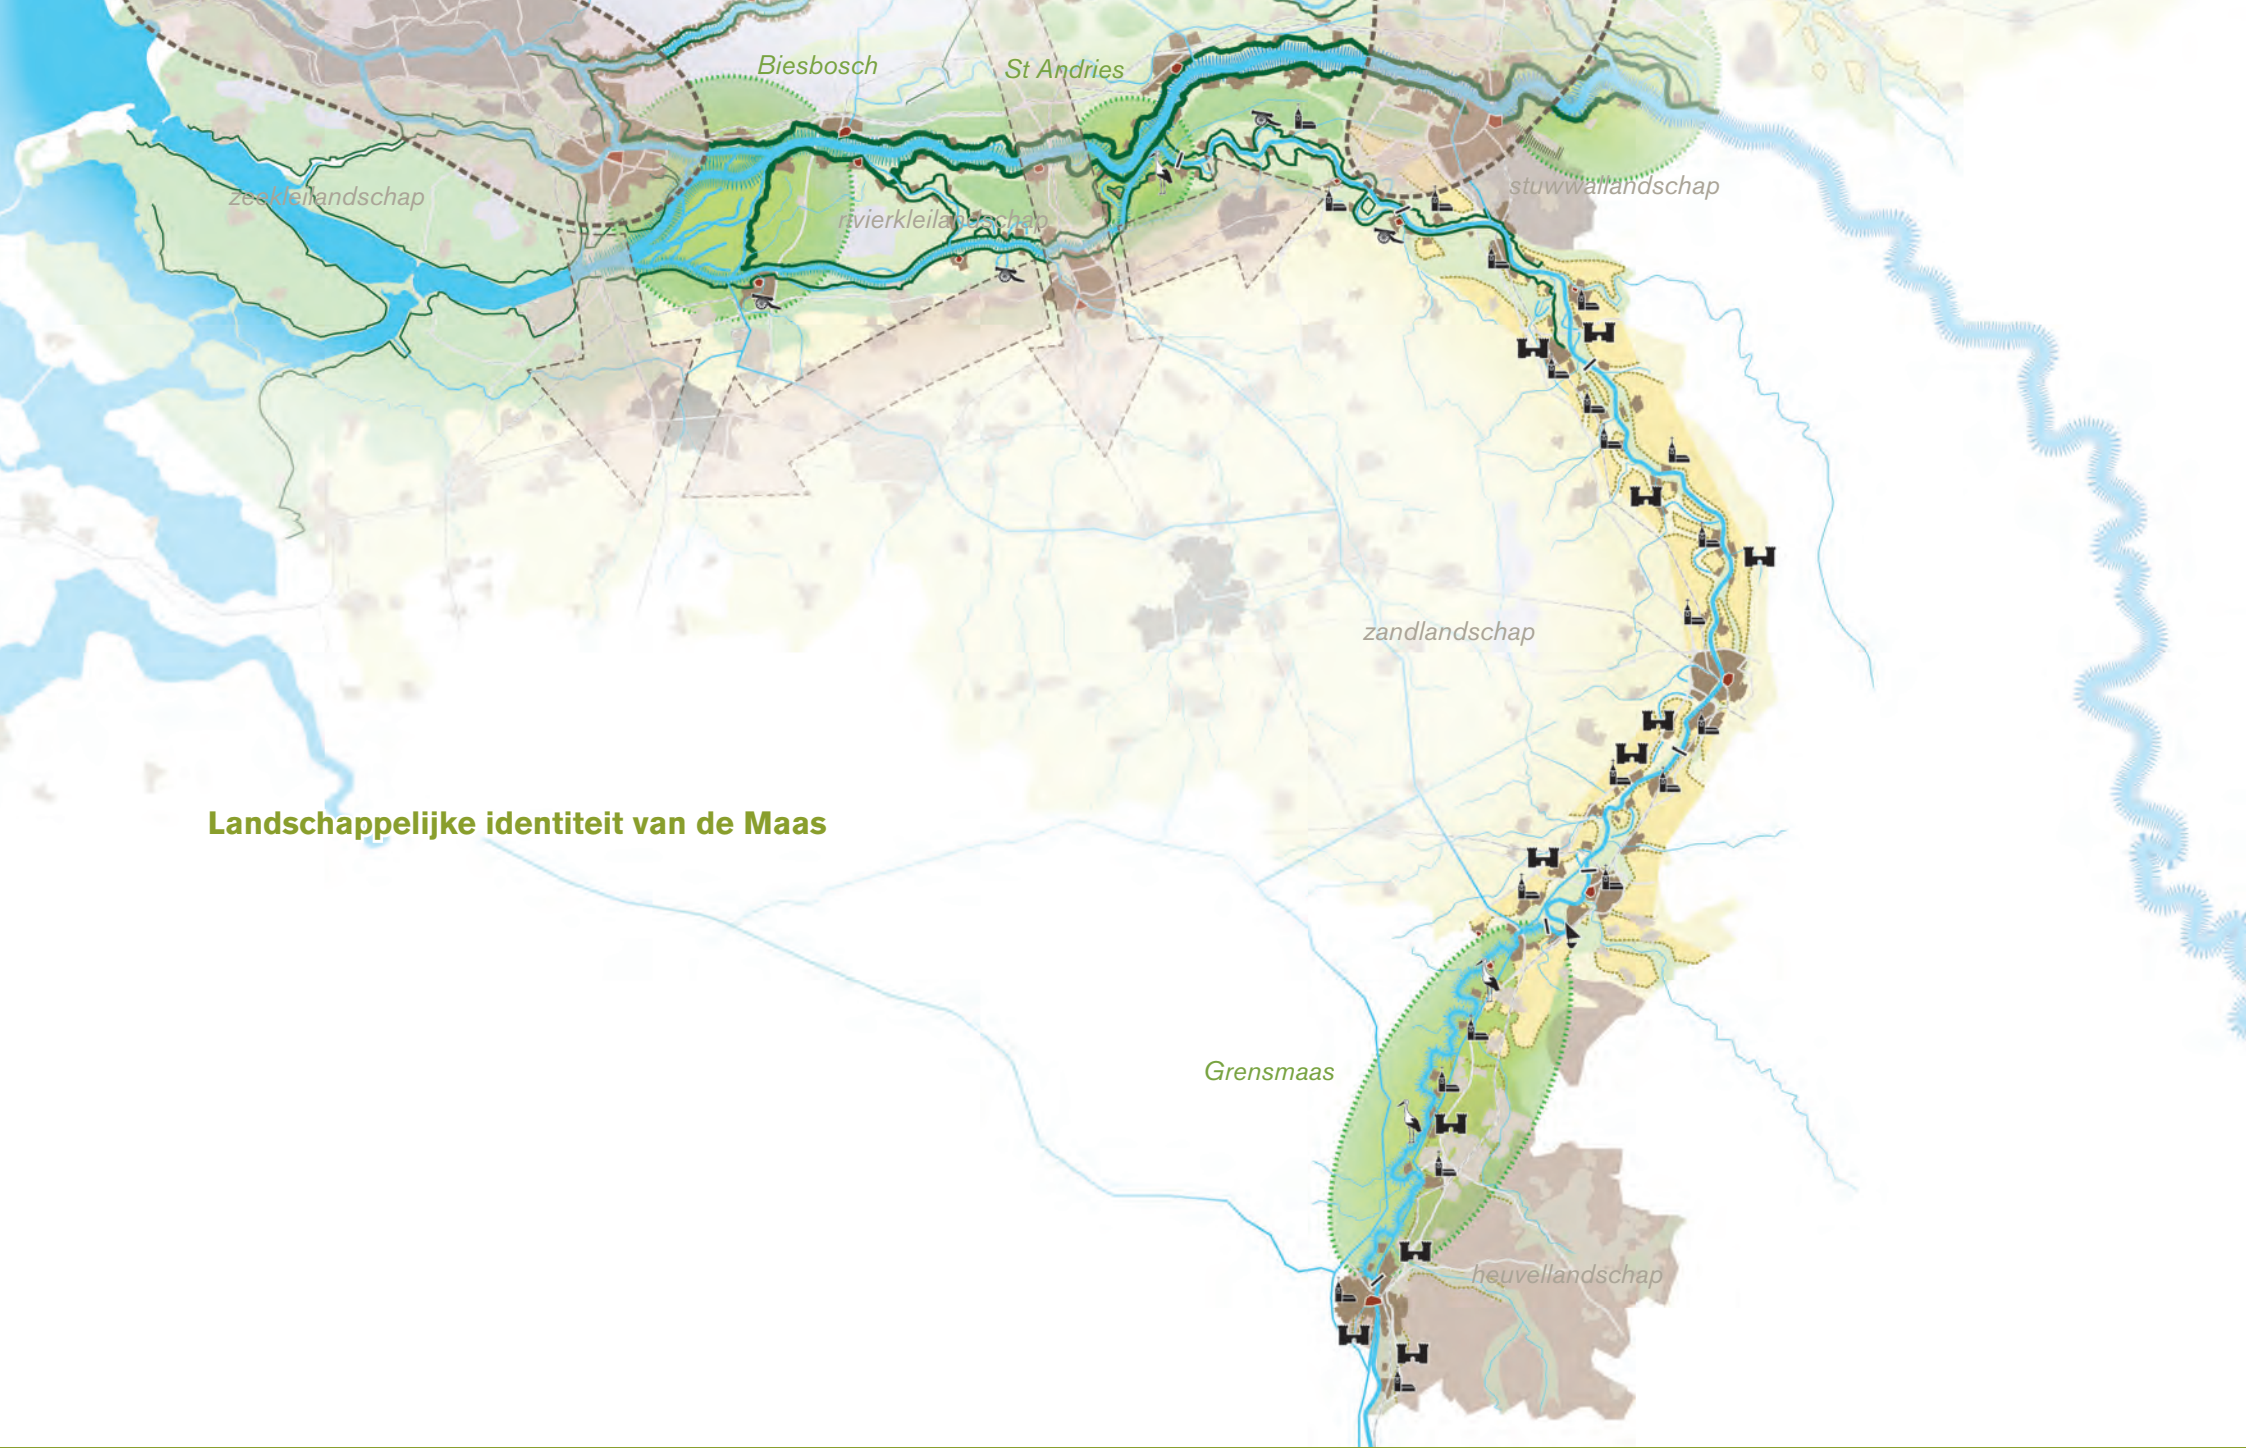 Biesbosch
St Andries
zeekleilandschap
rivierkleilandschap
stuwwallandschap
zandlandschap
Landschappelijke identiteit van de Maas
Grensmaas
heuvellandschap